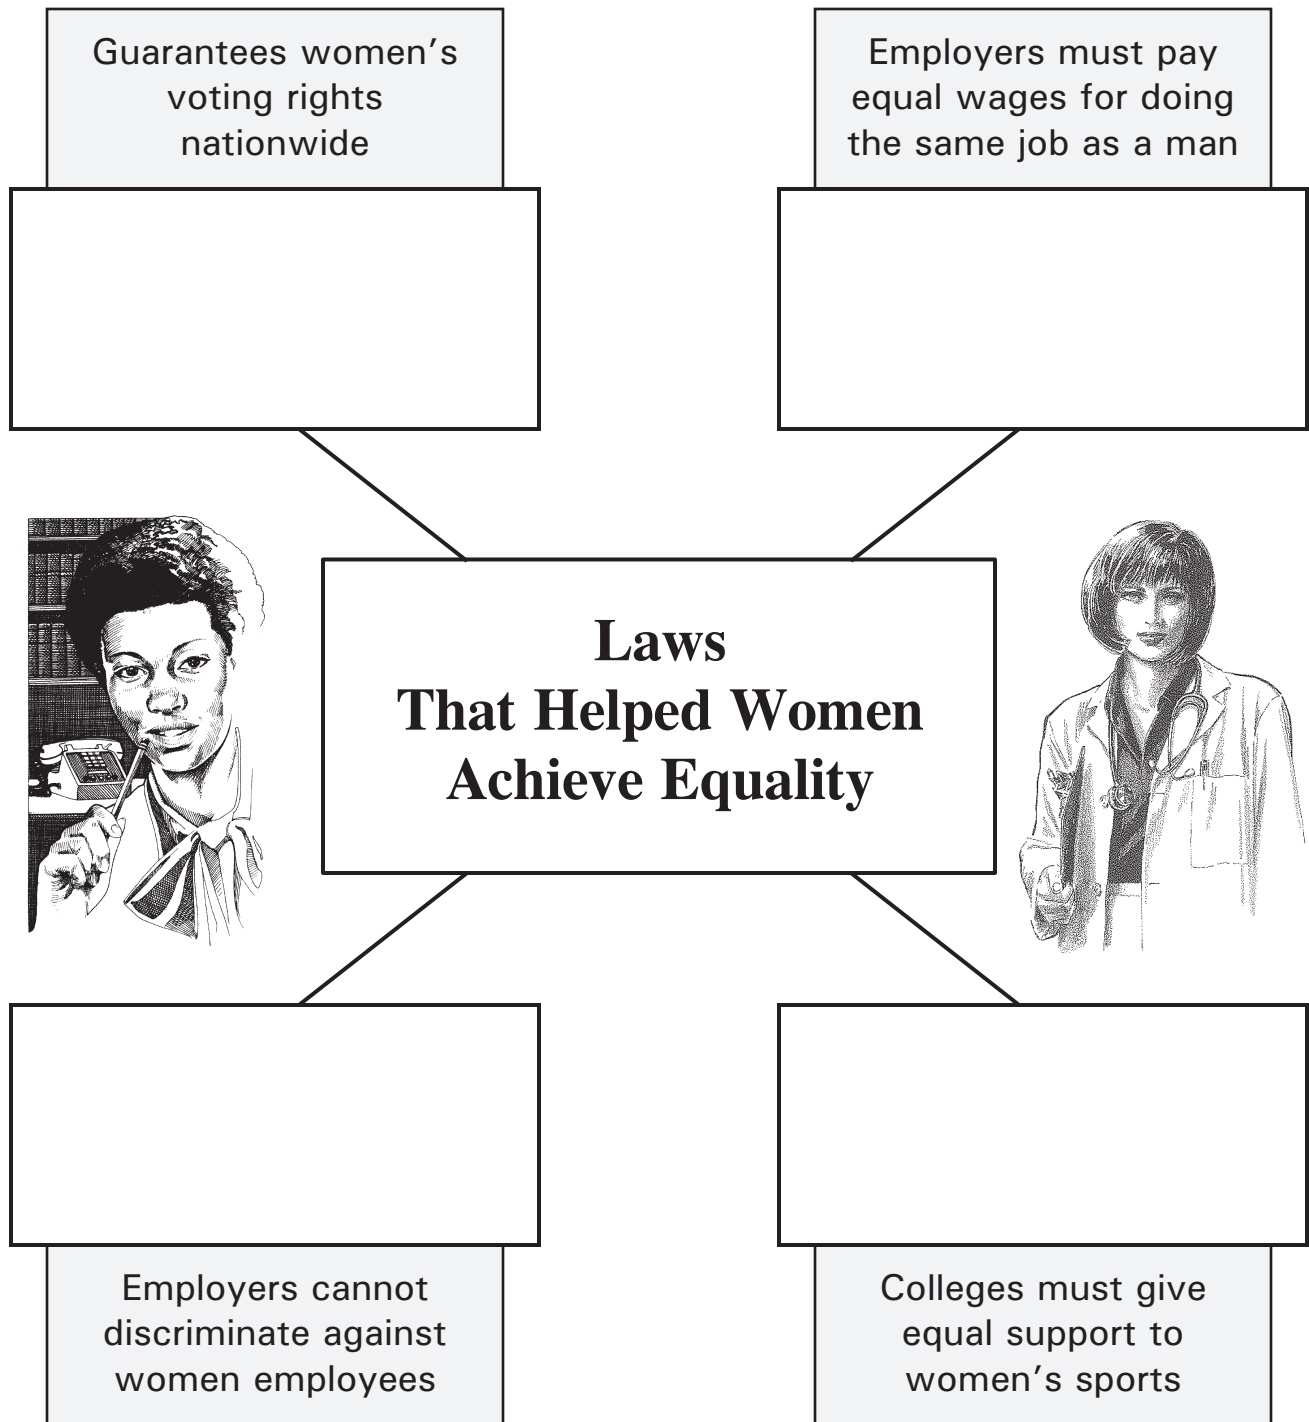 Guarantees women’s
voting rights
nationwide
Employers must pay
equal wages for doing
the same job as a man
Laws
That Helped Women
Achieve Equality
Employers cannot
discriminate against
women employees
Colleges must give
equal support to
women’s sports